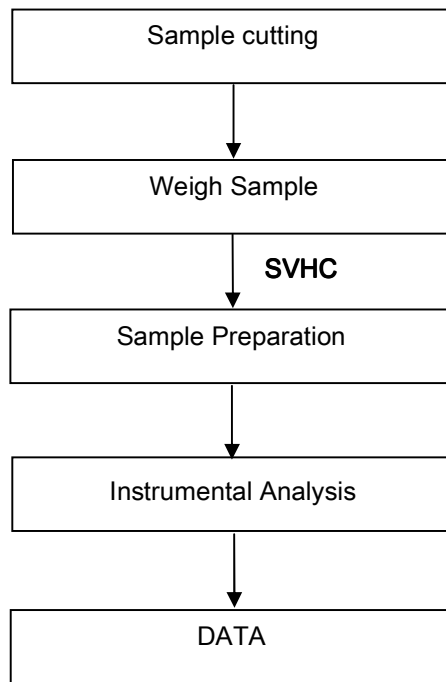 Sample cutting
Weigh Sample
SVHC
Sample Preparation
Instrumental Analysis
DATA